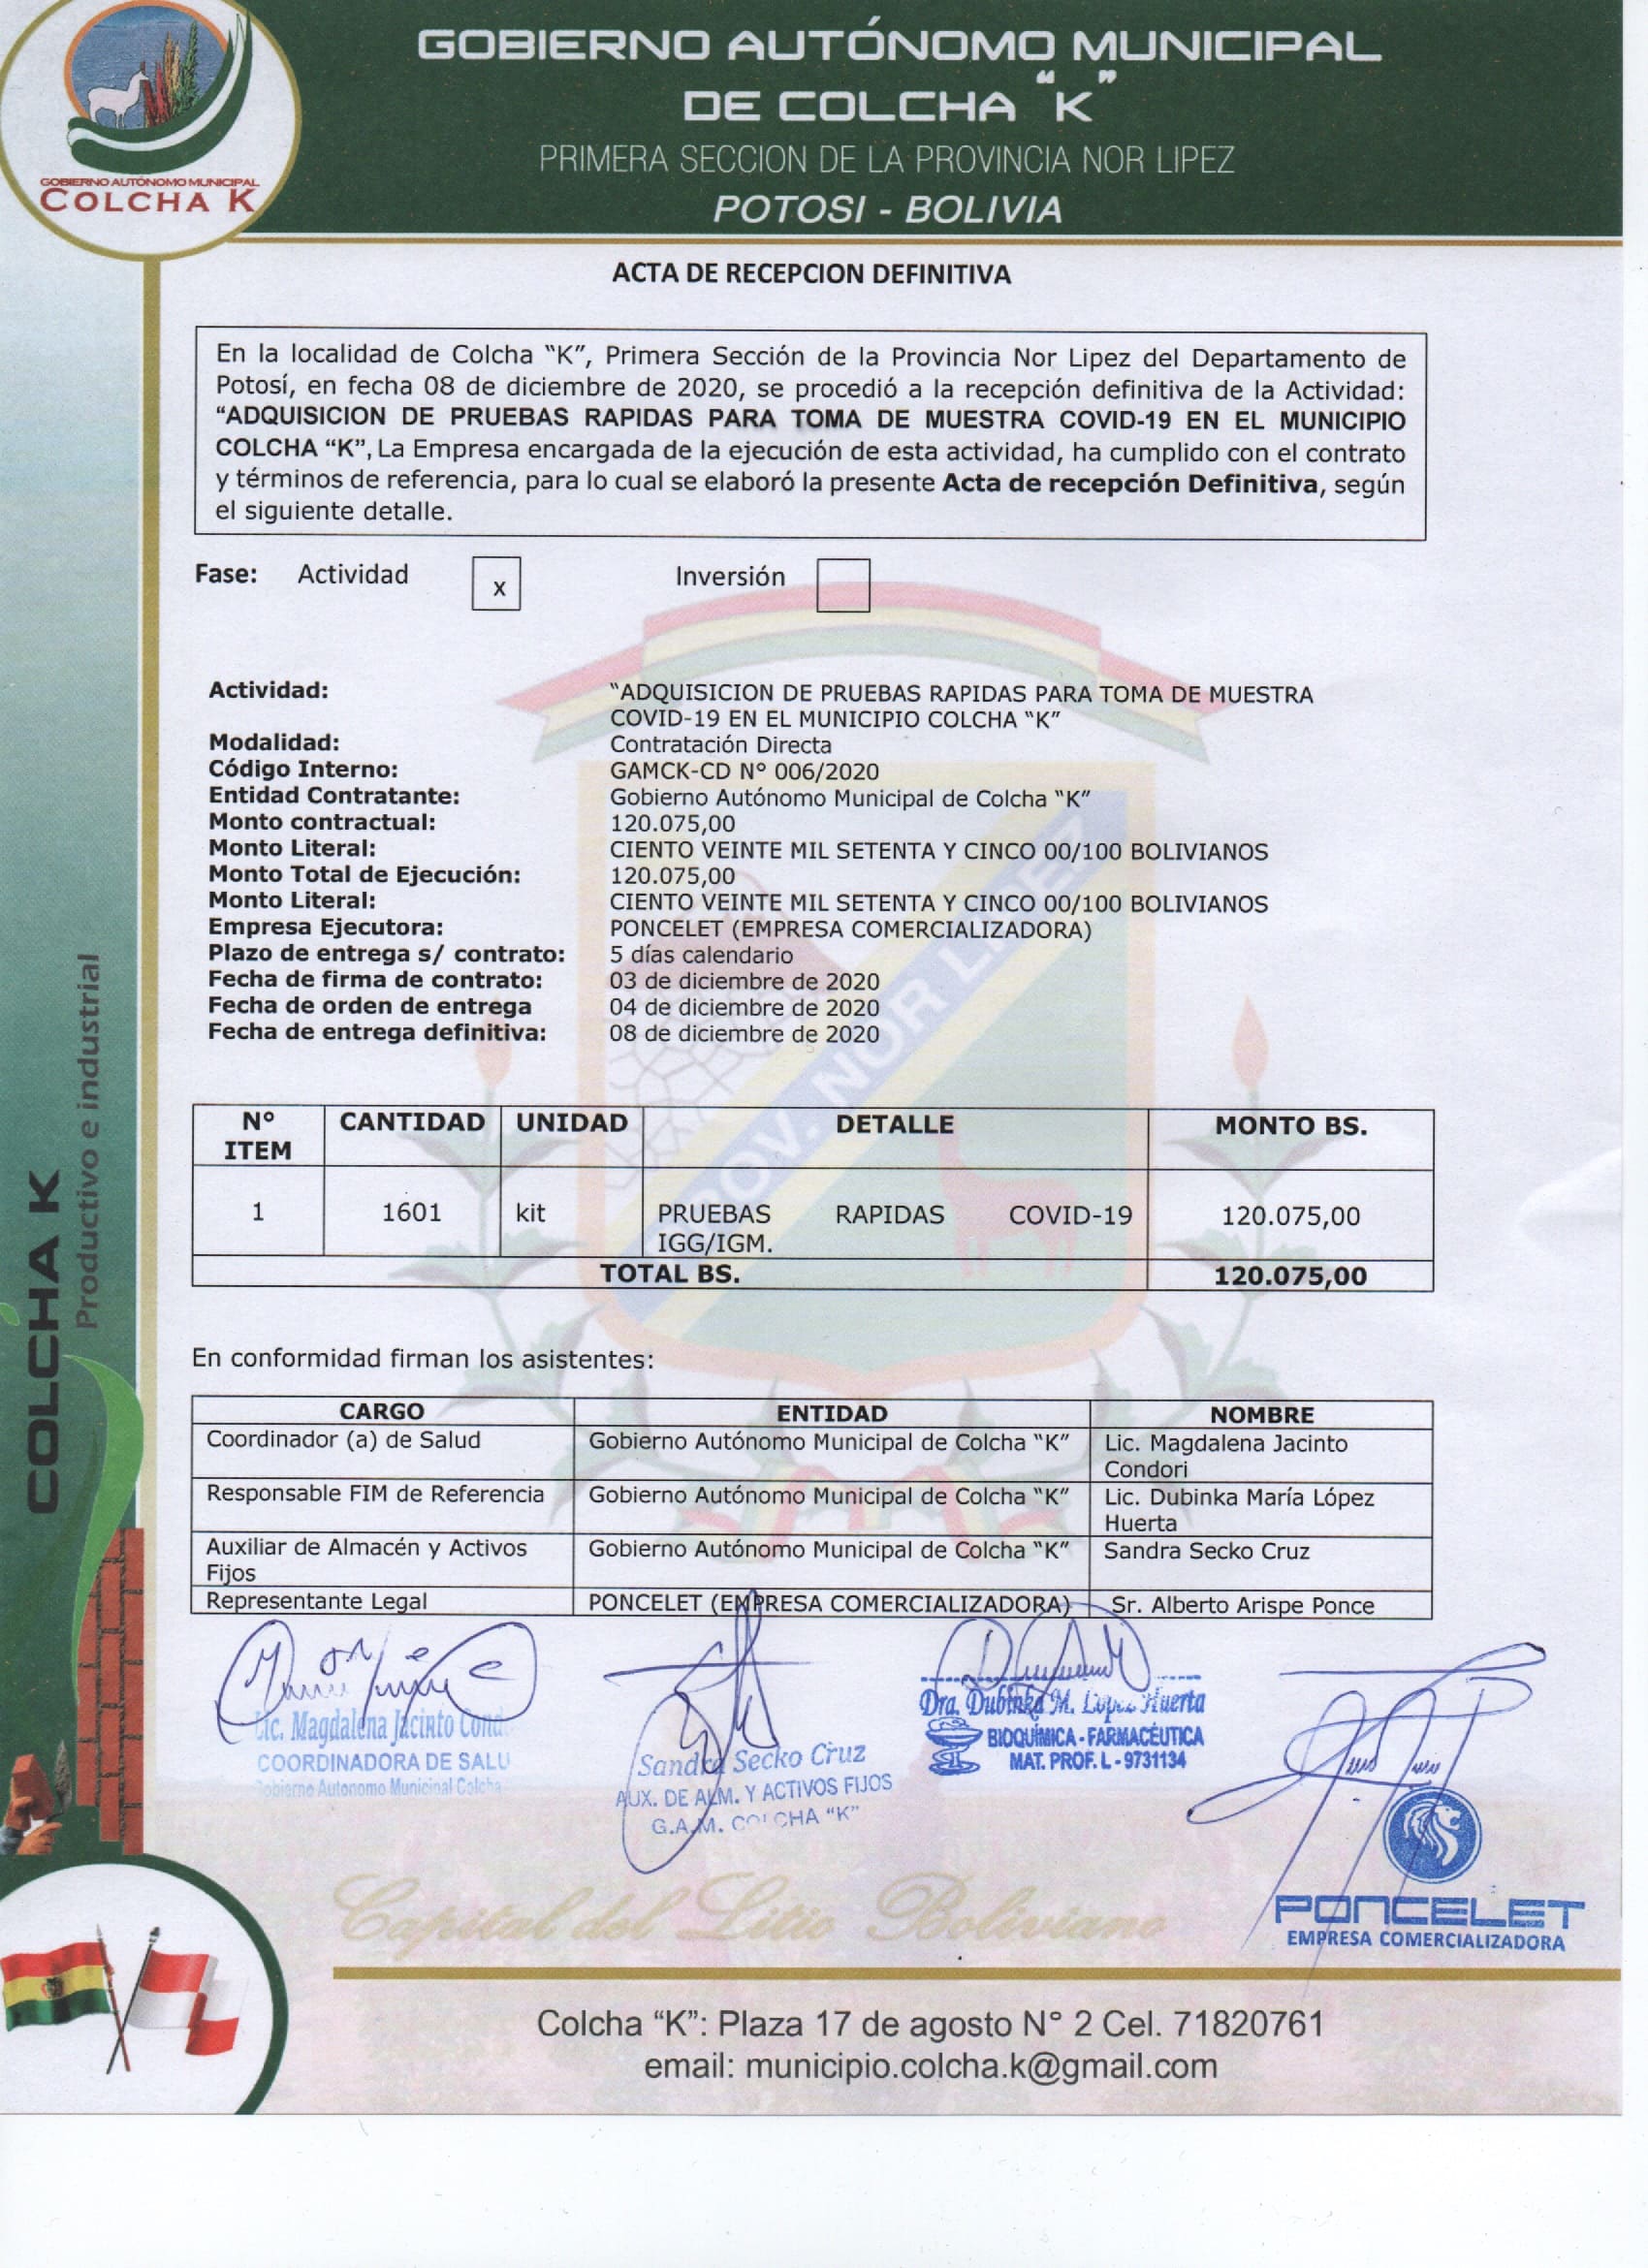 GOBIERNO AUTÓNOMO MUNICIPAL
DE COLCHA "K"
PRIMERA SECCION DE LA PROVINCIA NOR LIPEZ
POTOSI - BOLIVIA
GOBIERNO AUTÓNOMO MUNICIPAL
COLCHA K
ACTA DE RECEPCION DEFINITIVA
En la localidad de Colcha "K", Primera Sección de la Provincia Nor Lipez del Departamento de
Potosí, en fecha 08 de diciembre de 2020, se procedió a la recepción definitiva de la Actividad:
"ADQUISICION DE PRUEBAS RAPIDAS PARA TOMA DE MUESTRA COVID-19 EN EL MUNICIPIO
COLCHA "K", La Empresa encargada de la ejecución de esta actividad, ha cumplido con el contrato
y términos de referencia, para lo cual se elaboró la presente Acta de recepción Definitiva, según
el siguiente detalle.
Fase: Actividad x Inversión
Actividad: "ADQUISICION DE PRUEBAS RAPIDAS PARA TOMA DE MUESTRA
COVID-19 EN EL MUNICIPIO COLCHA "K"
Modalidad: Contratación Directa
Código Interno: GAMCK-CD N° 006/2020
Entidad Contratante: Gobierno Autónomo Municipal de Colcha "K"
Monto contractual: 120.075,00
Monto Literal: CIENTO VEINTE MIL SETENTA Y CINCO 00/100 BOLIVIANOS
Monto Total de Ejecución: 120.075,00
Monto Literal: CIENTO VEINTE MIL SETENTA Y CINCO 00/100 BOLIVIANOS
Empresa Ejecutora: PONCELET (EMPRESA COMERCIALIZADORA)
Plazo de entrega s/ contrato: 5 días calendario
Fecha de firma de contrato: 03 de diciembre de 2020
Fecha de orden de entrega 04 de diciembre de 2020
Fecha de entrega definitiva: 08 de diciembre de 2020
PROV. NOR LIPEZ
N° ITEM CANTIDAD UNIDAD DETALLE MONTO BS.
1 1601 kit PRUEBAS RAPIDAS COVID-19 120.075,00
IGG/IGM.
TOTAL BS. 120.075,00
En conformidad firman los asistentes:
CARGO ENTIDAD NOMBRE
Coordinador (a) de Salud Gobierno Autónomo Municipal de Colcha "K" Lic. Magdalena Jacinto
Condori
Responsable FIM de Referencia Gobierno Autónomo Municipal de Colcha "K" Lic. Dubinka María López
Huerta
Auxiliar de Almacén y Activos Gobierno Autónomo Municipal de Colcha "K" Sandra Secko Cruz
Fijos
Representante Legal PONCELET (EMPRESA COMERCIALIZADORA) Sr. Alberto Arispe Ponce
Lic. Magdalena Jacinto Cond
COORDINADORA DE SALU
Gobierno Autonomo Municipal Colcha
Sandra Secko Cruz
AUX. DE ALM. Y ACTIVOS FIJOS
G.A.M. COLCHA "K"
Dra. Dubinka M. López Huerta
BIOQUÍMICA - FARMACÉUTICA
MAT. PROF. L - 9731134
PONCELET
EMPRESA COMERCIALIZADORA
COLCHA K
Productivo e industrial
Capital del Litio Boliviano
Colcha "K": Plaza 17 de agosto N° 2 Cel. 71820761
email: municipio.colcha.k@gmail.com